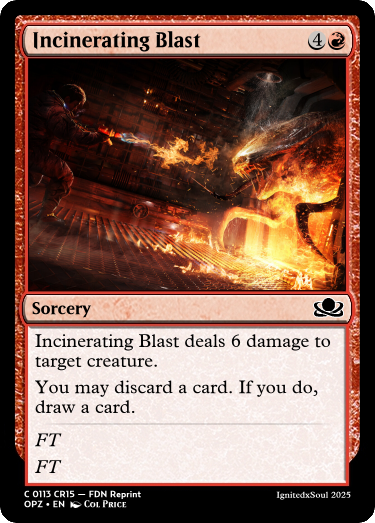 Incinerating Blast 4
Sorcery
Incinerating Blast deals 6 damage to
target creature.
You may discard a card. If you do,
draw a card.
FT
FT
C 0113 CR15 — FDN Reprint
OPZ • EN Col Price
IgnitedxSoul 2025